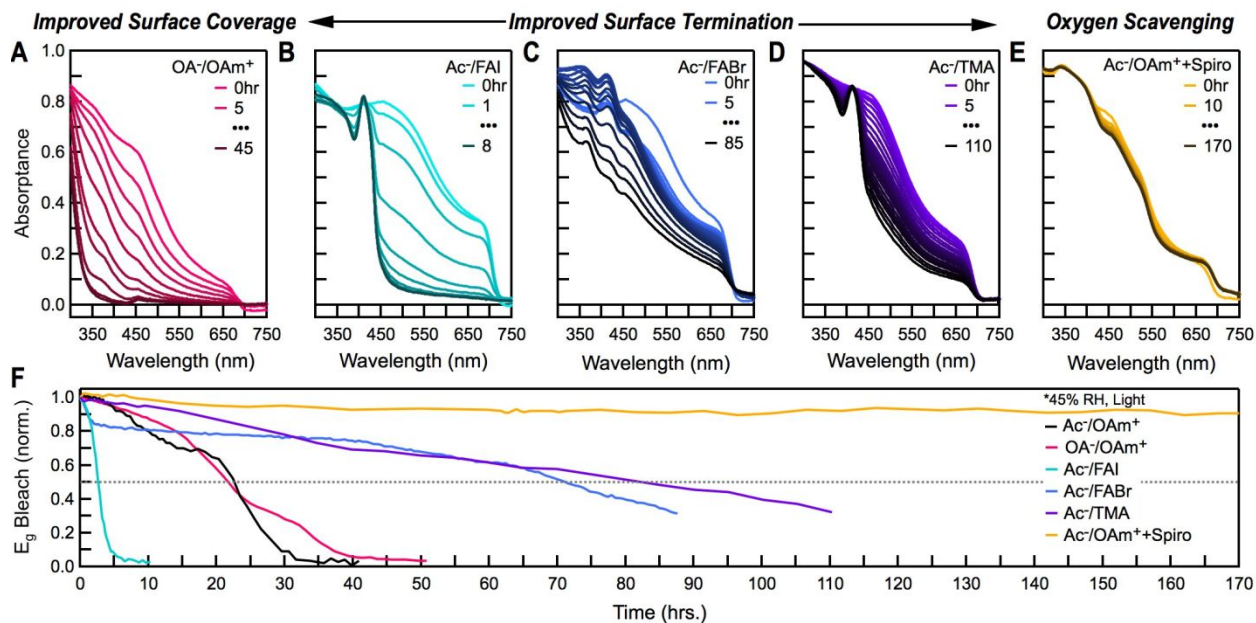 Improved Surface Coverage
Improved Surface Termination
Oxygen Scavenging
A
1.0
0.8
0.6
0.4
0.2
0.0
Absorptance
OA⁻/OAm⁺
0hr
5
•••
45
350 450 550 650 750
Wavelength (nm)
B
Ac⁻/FAI
0hr
1
•••
8
350 450 550 650 750
Wavelength (nm)
C
Ac⁻/FABr
0hr
5
•••
85
350 450 550 650 750
Wavelength (nm)
D
Ac⁻/TMA
0hr
5
•••
110
350 450 550 650 750
Wavelength (nm)
E
Ac⁻/OAm⁺+Spiro
0hr
10
•••
170
350 450 550 650 750
Wavelength (nm)
F
1.0
0.8
0.6
0.4
0.2
0.0
E_g Bleach (norm.)
*45% RH, Light
Ac⁻/OAm⁺
OA⁻/OAm⁺
Ac⁻/FAI
Ac⁻/FABr
Ac⁻/TMA
Ac⁻/OAm⁺+Spiro
0 10 20 30 40 50 60 70 80 90 100 110 120 130 140 150 160 170
Time (hrs.)